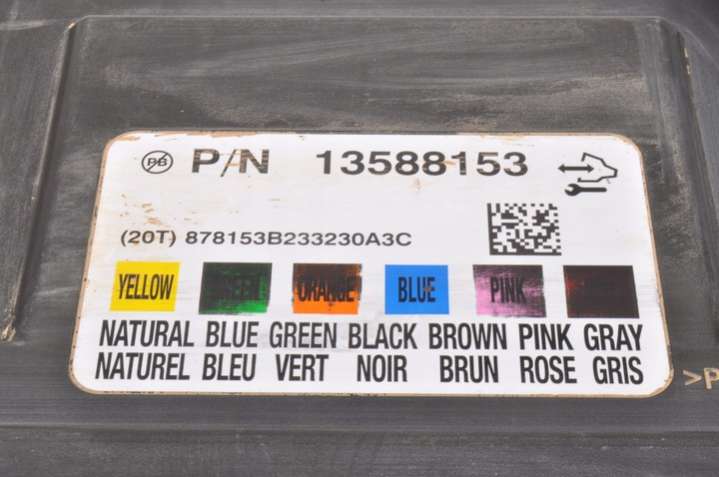 PB P/N 13588153
(20T) 878153B233230A3C
YELLOW GREEN ORANGE BLUE PINK
NATURAL BLUE GREEN BLACK BROWN PINK GRAY
NATUREL BLEU VERT NOIR BRUN ROSE GRIS
>P